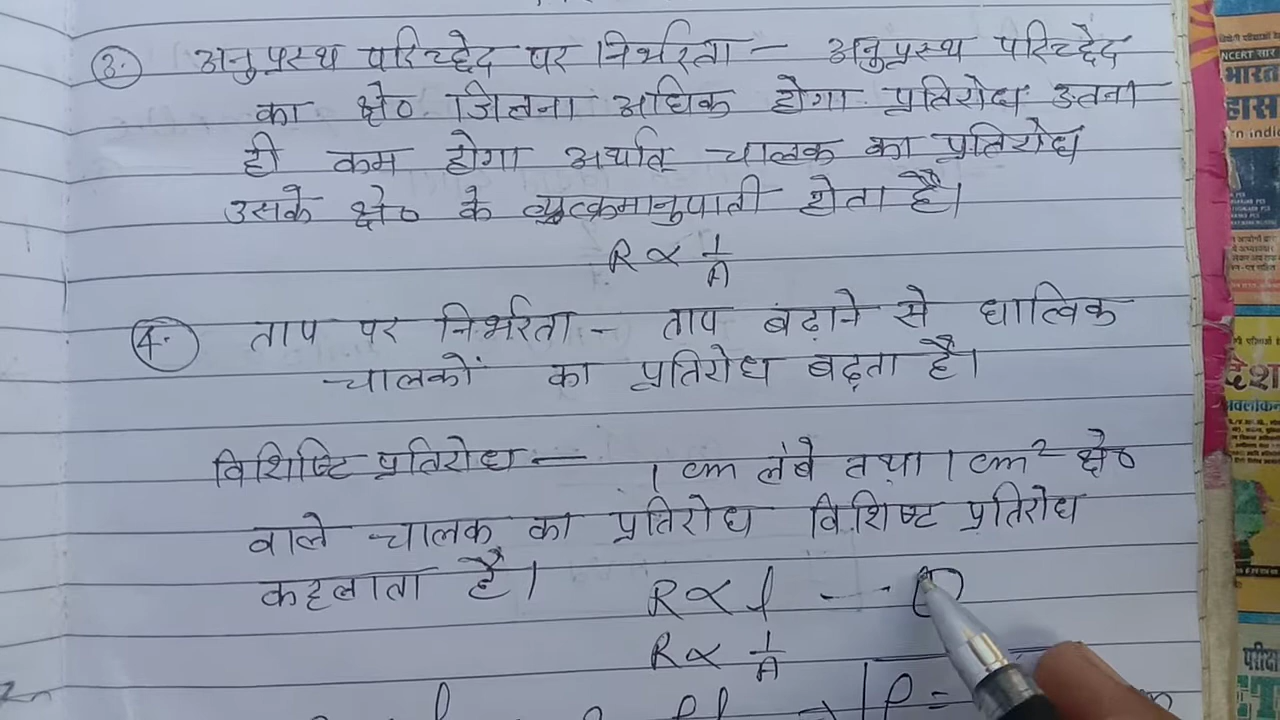 3. अनुप्रस्थ परिच्छेद पर निर्भरता – अनुप्रस्थ परिच्छेद
का क्षे० जितना अधिक होगा प्रतिरोध उतना
ही कम होगा अर्थात् चालक का प्रतिरोध
उसके क्षे० के व्युत्क्रमानुपाती होता है।
R ∝ 1/A
4. ताप पर निर्भरता – ताप बढ़ाने से धात्विक
चालकों का प्रतिरोध बढ़ता है।
विशिष्टि प्रतिरोध — 1 cm लंबे तथा 1 cm² क्षे०
वाले चालक का प्रतिरोध विशिष्ट प्रतिरोध
कहलाता है।
R ∝ l
R ∝ 1/A
NCERT सार
भारत